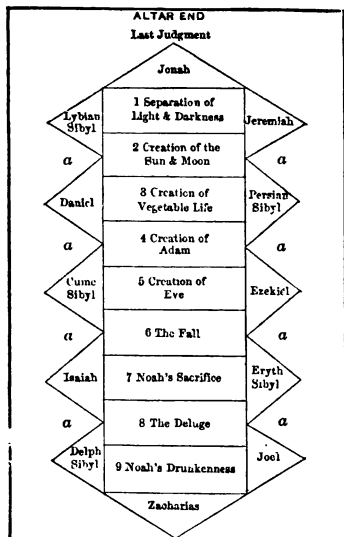 ALTAR END
Last Judgment
Jonah
Lybian
Sibyl
1 Separation of
Light & Darkness
Jeremiah
a
2 Creation of the
Sun & Moon
a
Daniel
3 Creation of
Vegetable Life
Persian
Sibyl
a
4 Creation of
Adam
a
Cume
Sibyl
5 Creation of
Eve
Ezekiel
a
6 The Fall
a
Isaiah
7 Noah's Sacrifice
Eryth
Sibyl
a
8 The Deluge
a
Delph
Sibyl
9 Noah's Drunkenness
Joel
Zacharias